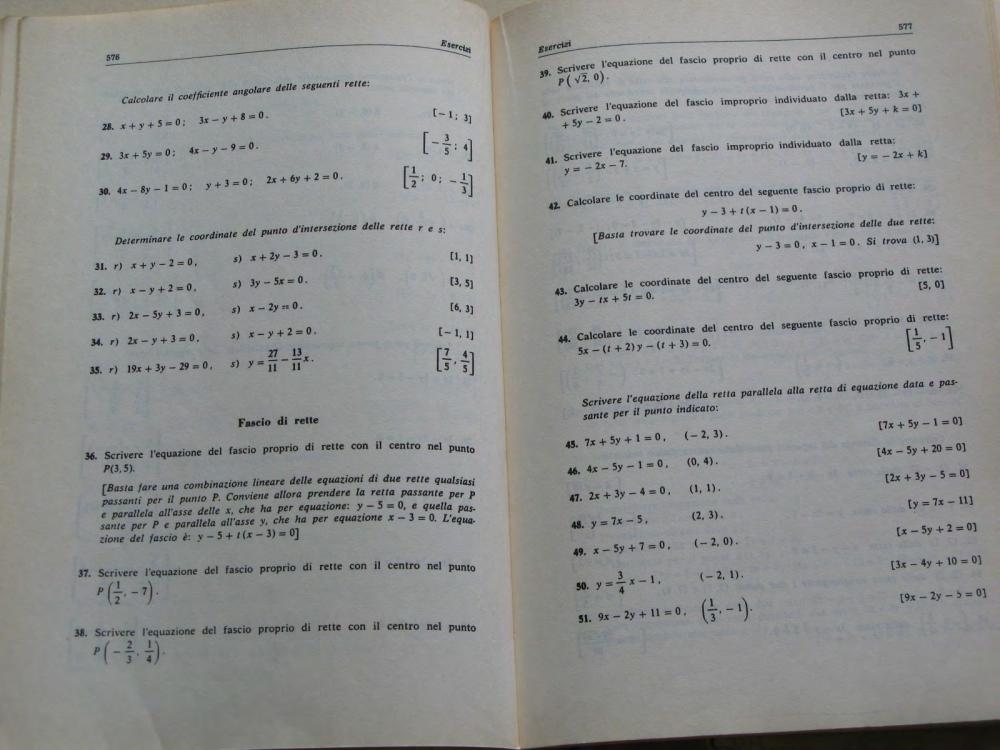 576
Esercizi
Calcolare il coefficiente angolare delle seguenti rette:
28. x + y + 5 = 0; 3x − y + 8 = 0. [− 1; 3]
29. 3x + 5y = 0; 4x − y − 9 = 0. [− 3/5; 4]
30. 4x − 8y − 1 = 0; y + 3 = 0; 2x + 6y + 2 = 0. [1/2; 0; − 1/3]
Determinare le coordinate del punto d'intersezione delle rette r e s:
31. r) x + y − 2 = 0, s) x + 2y − 3 = 0. [1, 1]
32. r) x − y + 2 = 0, s) 3y − 5x = 0. [3, 5]
33. r) 2x − 5y + 3 = 0, s) x − 2y = 0. [6, 3]
34. r) 2x − y + 3 = 0, s) x − y + 2 = 0. [− 1, 1]
35. r) 19x + 3y − 29 = 0, s) y = 27/11 − 13/11 x. [7/5, 4/5]
Fascio di rette
36. Scrivere l'equazione del fascio proprio di rette con il centro nel punto
P(3, 5).
[Basta fare una combinazione lineare delle equazioni di due rette qualsiasi
passanti per il punto P. Conviene allora prendere la retta passante per P
e parallela all'asse delle x, che ha per equazione: y − 5 = 0, e quella pas-
sante per P e parallela all'asse y, che ha per equazione x − 3 = 0. L'equa-
zione del fascio è: y − 5 + t (x − 3) = 0]
37. Scrivere l'equazione del fascio proprio di rette con il centro nel punto
P(1/2, − 7).
38. Scrivere l'equazione del fascio proprio di rette con il centro nel punto
P(− 2/3, 1/4).
Esercizi
577
39. Scrivere l'equazione del fascio proprio di rette con il centro nel punto
P(√2, 0).
40. Scrivere l'equazione del fascio improprio individuato dalla retta: 3x +
+ 5y − 2 = 0. [3x + 5y + k = 0]
41. Scrivere l'equazione del fascio improprio individuato dalla retta:
y = − 2x − 7. [y = − 2x + k]
42. Calcolare le coordinate del centro del seguente fascio proprio di rette:
y − 3 + t (x − 1) = 0.
[Basta trovare le coordinate del punto d'intersezione delle due rette:
y − 3 = 0, x − 1 = 0. Si trova (1, 3)]
43. Calcolare le coordinate del centro del seguente fascio proprio di rette:
3y − tx + 5t = 0. [5, 0]
44. Calcolare le coordinate del centro del seguente fascio proprio di rette:
5x − (t + 2) y − (t + 3) = 0. [1/5, − 1]
Scrivere l'equazione della retta parallela alla retta di equazione data e pas-
sante per il punto indicato:
45. 7x + 5y + 1 = 0, (− 2, 3). [7x + 5y − 1 = 0]
46. 4x − 5y − 1 = 0, (0, 4). [4x − 5y + 20 = 0]
47. 2x + 3y − 4 = 0, (1, 1). [2x + 3y − 5 = 0]
48. y = 7x − 5, (2, 3). [y = 7x − 11]
49. x − 5y + 7 = 0, (− 2, 0). [x − 5y + 2 = 0]
50. y = 3/4 x − 1, (− 2, 1). [3x − 4y + 10 = 0]
51. 9x − 2y + 11 = 0, (1/3, − 1). [9x − 2y − 5 = 0]